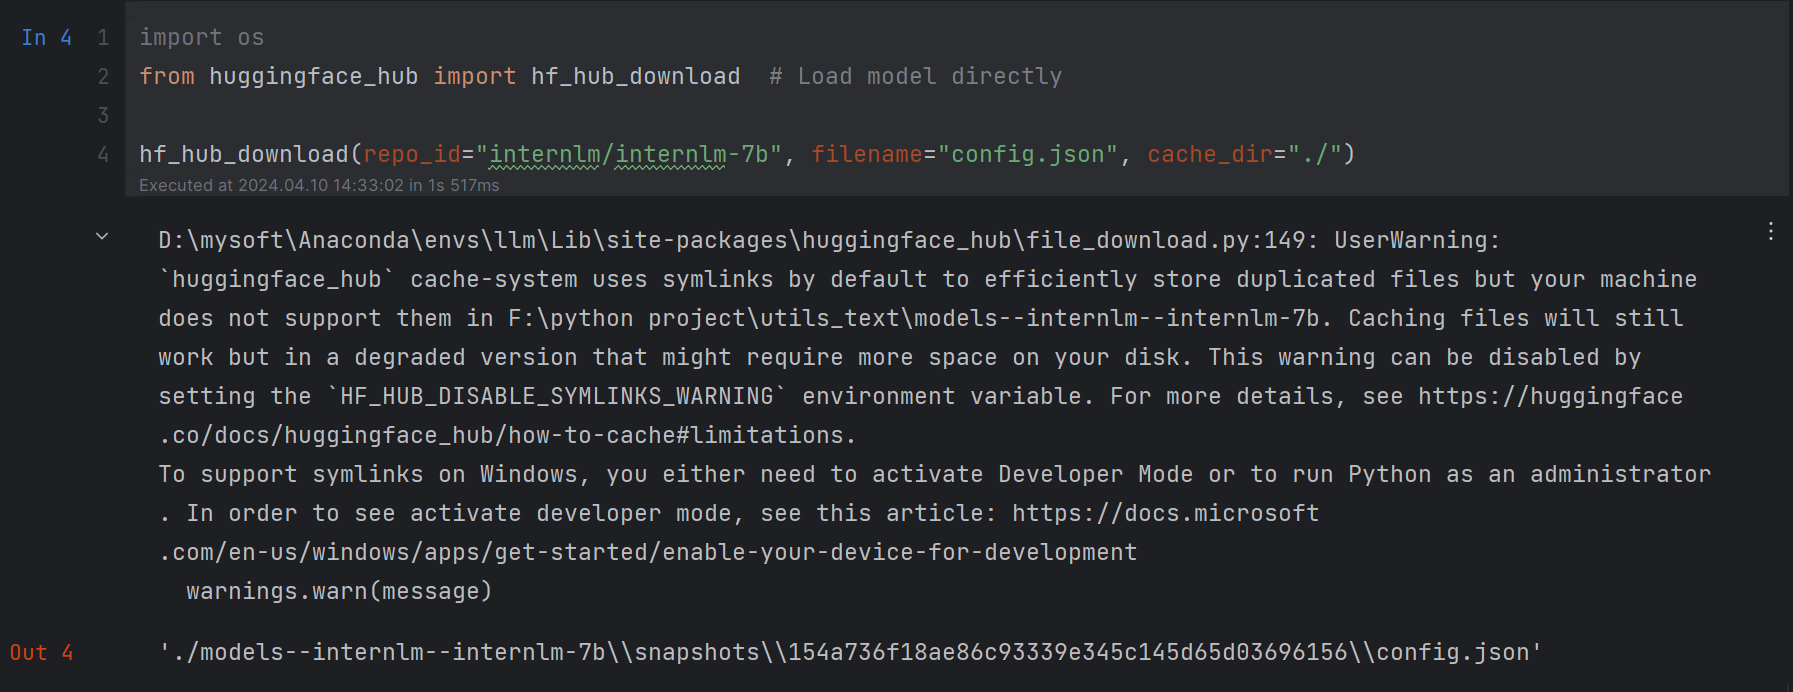 In 4 1 import os
2 from huggingface_hub import hf_hub_download  # Load model directly
3
4 hf_hub_download(repo_id="internlm/internlm-7b", filename="config.json", cache_dir="./")
Executed at 2024.04.10 14:33:02 in 1s 517ms
D:\mysoft\Anaconda\envs\llm\Lib\site-packages\huggingface_hub\file_download.py:149: UserWarning:
`huggingface_hub` cache-system uses symlinks by default to efficiently store duplicated files but your machine
does not support them in F:\python project\utils_text\models--internlm--internlm-7b. Caching files will still
work but in a degraded version that might require more space on your disk. This warning can be disabled by
setting the `HF_HUB_DISABLE_SYMLINKS_WARNING` environment variable. For more details, see https://huggingface
.co/docs/huggingface_hub/how-to-cache#limitations.
To support symlinks on Windows, you either need to activate Developer Mode or to run Python as an administrator
. In order to see activate developer mode, see this article: https://docs.microsoft
.com/en-us/windows/apps/get-started/enable-your-device-for-development
  warnings.warn(message)
Out 4 './models--internlm--internlm-7b\\snapshots\\154a736f18ae86c93339e345c145d65d03696156\\config.json'